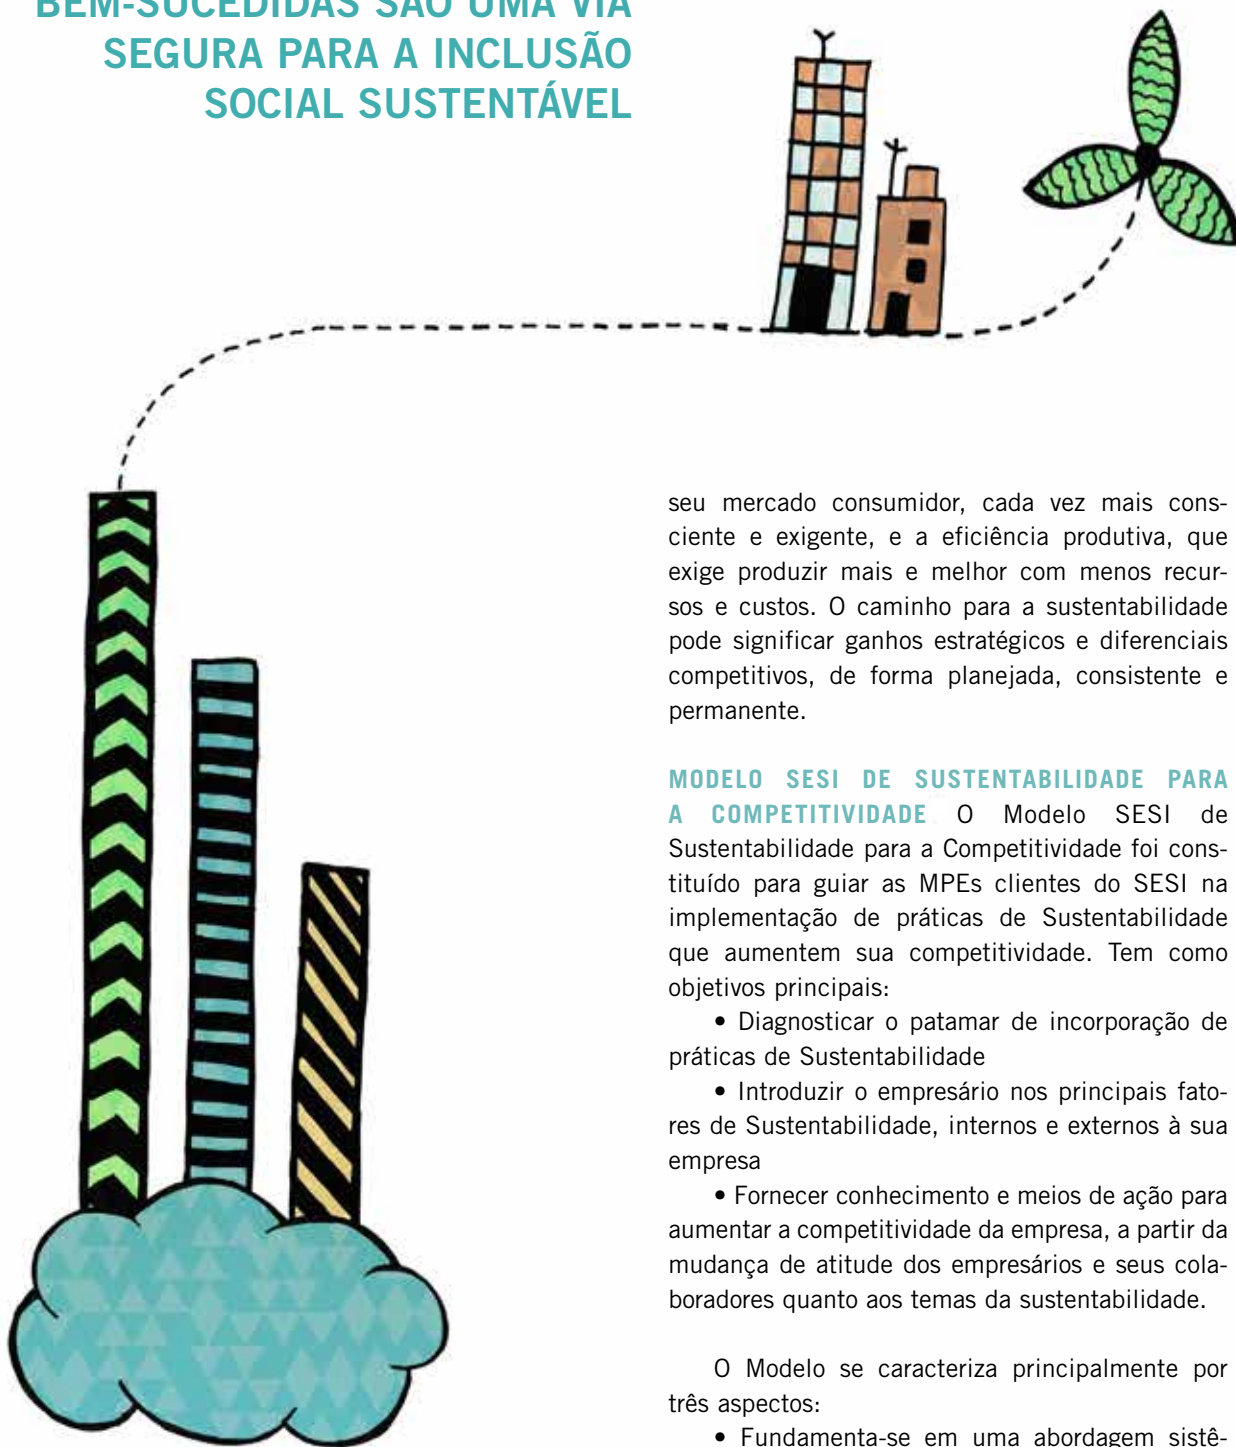 BEM-SUCEDIDAS SÃO UMA VIA
SEGURA PARA A INCLUSÃO
SOCIAL SUSTENTÁVEL
seu mercado consumidor, cada vez mais cons-
ciente e exigente, e a eficiência produtiva, que
exige produzir mais e melhor com menos recur-
sos e custos. O caminho para a sustentabilidade
pode significar ganhos estratégicos e diferenciais
competitivos, de forma planejada, consistente e
permanente.
MODELO SESI DE SUSTENTABILIDADE PARA
A COMPETITIVIDADE O Modelo SESI de
Sustentabilidade para a Competitividade foi cons-
tituído para guiar as MPEs clientes do SESI na
implementação de práticas de Sustentabilidade
que aumentem sua competitividade. Tem como
objetivos principais:
• Diagnosticar o patamar de incorporação de
práticas de Sustentabilidade
• Introduzir o empresário nos principais fato-
res de Sustentabilidade, internos e externos à sua
empresa
• Fornecer conhecimento e meios de ação para
aumentar a competitividade da empresa, a partir da
mudança de atitude dos empresários e seus cola-
boradores quanto aos temas da sustentabilidade.
O Modelo se caracteriza principalmente por
três aspectos:
• Fundamenta-se em uma abordagem sistê-